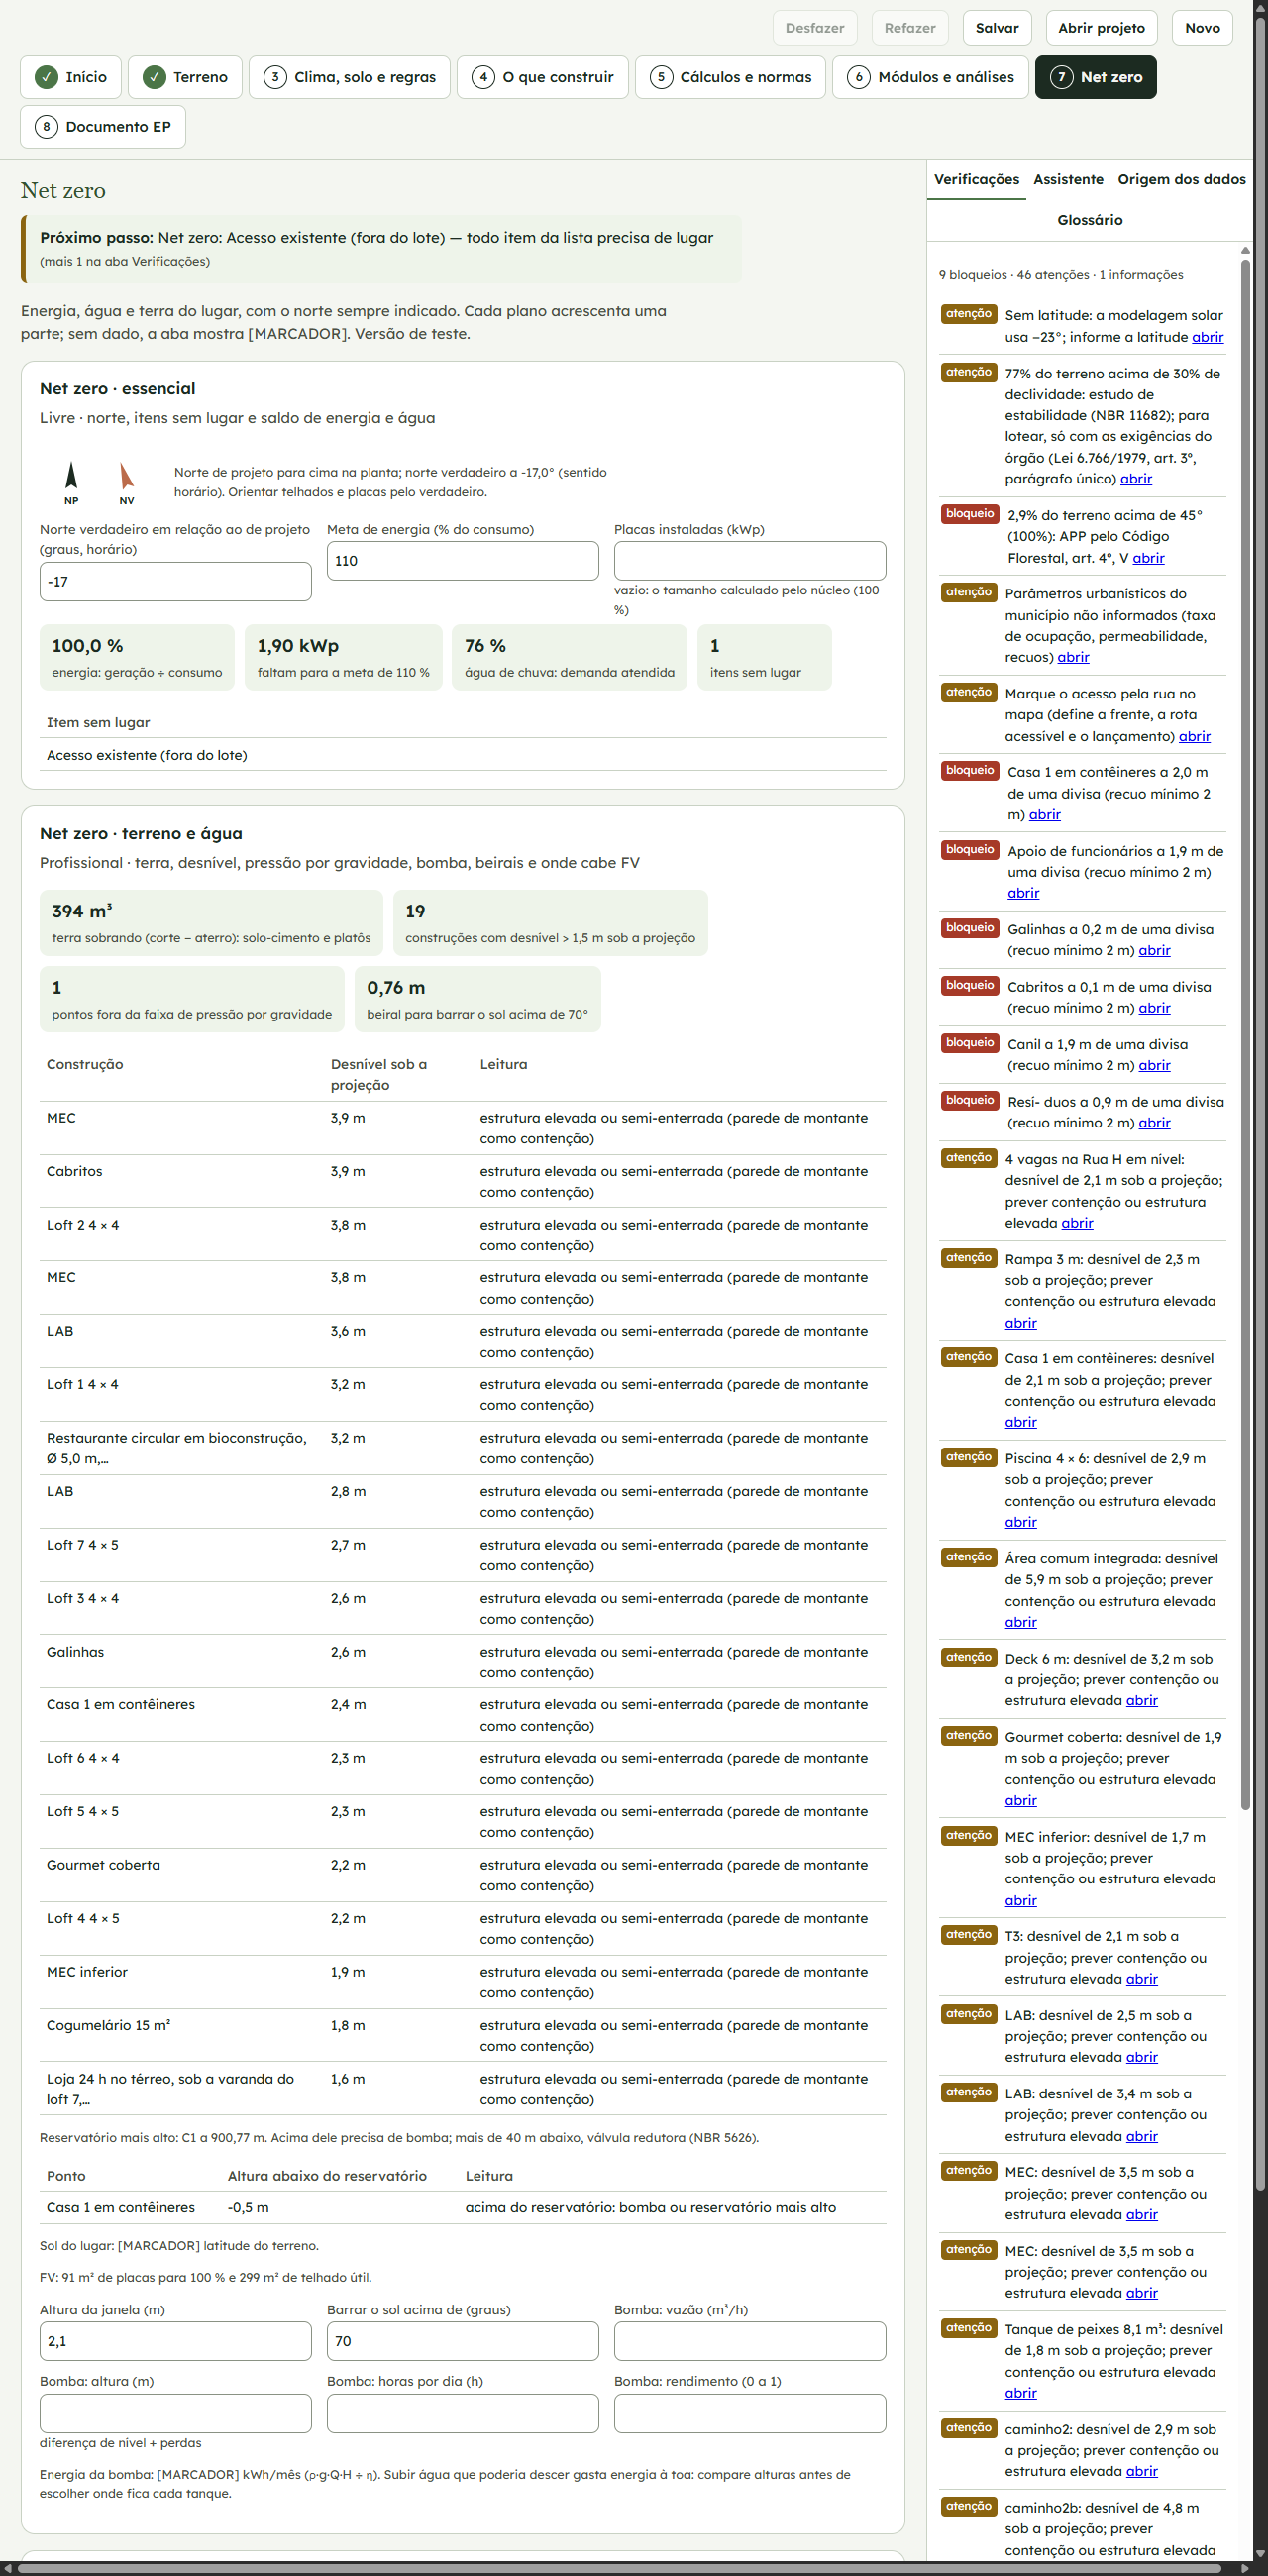 Desfazer
Refazer
Salvar
Abrir projeto
Novo
✓ Início
✓ Terreno
3 Clima, solo e regras
4 O que construir
5 Cálculos e normas
6 Módulos e análises
7 Net zero
8 Documento EP
Net zero
Próximo passo: Net zero: Acesso existente (fora do lote) — todo item da lista precisa de lugar
(mais 1 na aba Verificações)
Energia, água e terra do lugar, com o norte sempre indicado. Cada plano acrescenta uma
parte; sem dado, a aba mostra [MARCADOR]. Versão de teste.
Net zero · essencial
Livre · norte, itens sem lugar e saldo de energia e água
NP
NV
Norte de projeto para cima na planta; norte verdadeiro a -17,0° (sentido
horário). Orientar telhados e placas pelo verdadeiro.
Norte verdadeiro em relação ao de projeto
(graus, horário)
-17
Meta de energia (% do consumo)
110
Placas instaladas (kWp)
vazio: o tamanho calculado pelo núcleo (100
%)
100,0 %
energia: geração ÷ consumo
1,90 kWp
faltam para a meta de 110 %
76 %
água de chuva: demanda atendida
1
itens sem lugar
Item sem lugar
Acesso existente (fora do lote)
Net zero · terreno e água
Profissional · terra, desnível, pressão por gravidade, bomba, beirais e onde cabe FV
394 m³
terra sobrando (corte − aterro): solo-cimento e platôs
19
construções com desnível > 1,5 m sob a projeção
1
pontos fora da faixa de pressão por gravidade
0,76 m
beiral para barrar o sol acima de 70°
Construção
Desnível sob a
projeção
Leitura
MEC
3,9 m
estrutura elevada ou semi-enterrada (parede de montante
como contenção)
Cabritos
3,9 m
estrutura elevada ou semi-enterrada (parede de montante
como contenção)
Loft 2 4 × 4
3,8 m
estrutura elevada ou semi-enterrada (parede de montante
como contenção)
MEC
3,8 m
estrutura elevada ou semi-enterrada (parede de montante
como contenção)
LAB
3,6 m
estrutura elevada ou semi-enterrada (parede de montante
como contenção)
Loft 1 4 × 4
3,2 m
estrutura elevada ou semi-enterrada (parede de montante
como contenção)
Restaurante circular em bioconstrução,
Ø 5,0 m,…
3,2 m
estrutura elevada ou semi-enterrada (parede de montante
como contenção)
LAB
2,8 m
estrutura elevada ou semi-enterrada (parede de montante
como contenção)
Loft 7 4 × 5
2,7 m
estrutura elevada ou semi-enterrada (parede de montante
como contenção)
Loft 3 4 × 4
2,6 m
estrutura elevada ou semi-enterrada (parede de montante
como contenção)
Galinhas
2,6 m
estrutura elevada ou semi-enterrada (parede de montante
como contenção)
Casa 1 em contêineres
2,4 m
estrutura elevada ou semi-enterrada (parede de montante
como contenção)
Loft 6 4 × 4
2,3 m
estrutura elevada ou semi-enterrada (parede de montante
como contenção)
Loft 5 4 × 5
2,3 m
estrutura elevada ou semi-enterrada (parede de montante
como contenção)
Gourmet coberta
2,2 m
estrutura elevada ou semi-enterrada (parede de montante
como contenção)
Loft 4 4 × 5
2,2 m
estrutura elevada ou semi-enterrada (parede de montante
como contenção)
MEC inferior
1,9 m
estrutura elevada ou semi-enterrada (parede de montante
como contenção)
Cogumelário 15 m²
1,8 m
estrutura elevada ou semi-enterrada (parede de montante
como contenção)
Loja 24 h no térreo, sob a varanda do
loft 7,…
1,6 m
estrutura elevada ou semi-enterrada (parede de montante
como contenção)
Reservatório mais alto: C1 a 900,77 m. Acima dele precisa de bomba; mais de 40 m abaixo, válvula redutora (NBR 5626).
Ponto
Altura abaixo do reservatório
Leitura
Casa 1 em contêineres
-0,5 m
acima do reservatório: bomba ou reservatório mais alto
Sol do lugar: [MARCADOR] latitude do terreno.
FV: 91 m² de placas para 100 % e 299 m² de telhado útil.
Altura da janela (m)
2,1
Barrar o sol acima de (graus)
70
Bomba: vazão (m³/h)
Bomba: altura (m)
diferença de nível + perdas
Bomba: horas por dia (h)
Bomba: rendimento (0 a 1)
Energia da bomba: [MARCADOR] kWh/mês (ρ·g·Q·H ÷ η). Subir água que poderia descer gasta energia à toa: compare alturas antes de
escolher onde fica cada tanque.
Verificações
Assistente
Origem dos dados
Glossário
9 bloqueios · 46 atenções · 1 informações
atenção Sem latitude: a modelagem solar
usa −23°; informe a latitude abrir
atenção 77% do terreno acima de 30% de
declividade: estudo de
estabilidade (NBR 11682); para
lotear, só com as exigências do
órgão (Lei 6.766/1979, art. 3º,
parágrafo único) abrir
bloqueio 2,9% do terreno acima de 45°
(100%): APP pelo Código
Florestal, art. 4º, V abrir
atenção Parâmetros urbanísticos do
município não informados (taxa
de ocupação, permeabilidade,
recuos) abrir
atenção Marque o acesso pela rua no
mapa (define a frente, a rota
acessível e o lançamento) abrir
bloqueio Casa 1 em contêineres a 2,0 m
de uma divisa (recuo mínimo 2
m) abrir
bloqueio Apoio de funcionários a 1,9 m de
uma divisa (recuo mínimo 2 m)
abrir
bloqueio Galinhas a 0,2 m de uma divisa
(recuo mínimo 2 m) abrir
bloqueio Cabritos a 0,1 m de uma divisa
(recuo mínimo 2 m) abrir
bloqueio Canil a 1,9 m de uma divisa
(recuo mínimo 2 m) abrir
bloqueio Resí- duos a 0,9 m de uma divisa
(recuo mínimo 2 m) abrir
atenção 4 vagas na Rua H em nível:
desnível de 2,1 m sob a projeção;
prever contenção ou estrutura
elevada abrir
atenção Rampa 3 m: desnível de 2,3 m
sob a projeção; prever
contenção ou estrutura elevada
abrir
atenção Casa 1 em contêineres: desnível
de 2,1 m sob a projeção; prever
contenção ou estrutura elevada
abrir
atenção Piscina 4 × 6: desnível de 2,9 m
sob a projeção; prever
contenção ou estrutura elevada
abrir
atenção Área comum integrada: desnível
de 5,9 m sob a projeção; prever
contenção ou estrutura elevada
abrir
atenção Deck 6 m: desnível de 3,2 m sob
a projeção; prever contenção ou
estrutura elevada abrir
atenção Gourmet coberta: desnível de 1,9
m sob a projeção; prever
contenção ou estrutura elevada
abrir
atenção MEC inferior: desnível de 1,7 m
sob a projeção; prever
contenção ou estrutura elevada
abrir
atenção T3: desnível de 2,1 m sob a
projeção; prever contenção ou
estrutura elevada abrir
atenção LAB: desnível de 2,5 m sob a
projeção; prever contenção ou
estrutura elevada abrir
atenção LAB: desnível de 3,4 m sob a
projeção; prever contenção ou
estrutura elevada abrir
atenção MEC: desnível de 3,5 m sob a
projeção; prever contenção ou
estrutura elevada abrir
atenção MEC: desnível de 3,5 m sob a
projeção; prever contenção ou
estrutura elevada abrir
atenção Tanque de peixes 8,1 m³: desnível
de 1,8 m sob a projeção; prever
contenção ou estrutura elevada
abrir
atenção caminho2: desnível de 2,9 m sob
a projeção; prever contenção ou
estrutura elevada abrir
atenção caminho2b: desnível de 4,8 m
sob a projeção; prever
contenção ou estrutura elevada